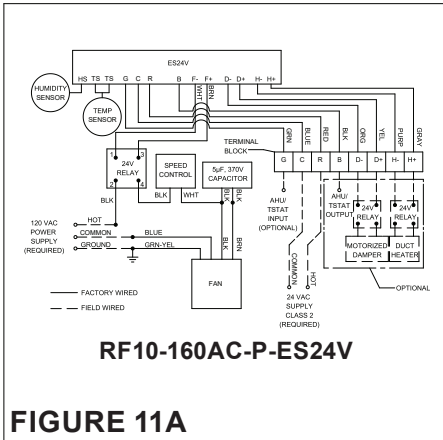 ES24V
HS TS TS G C R B F- F+ D- D+ H- H+
HUMIDITY
SENSOR
TEMP
SENSOR
WHT
BRN
GRN
BLUE
RED
BLK
ORG
YEL
PURP
GRAY
TERMINAL
BLOCK
G C R B D- D+ H- H+
1 3
24V
RELAY
2 4
SPEED
CONTROL
5µF, 370V
CAPACITOR
BLK
BLK
WHT
BLK
BLK
120 VAC
POWER
SUPPLY
(REQUIRED)
HOT
COMMON
GROUND
BLUE
GRN-YEL
BLK
BRN
FAN
AHU/
TSTAT
INPUT
(OPTIONAL)
AHU/
TSTAT
OUTPUT
24V
RELAY
24V
RELAY
MOTORIZED
DAMPER
DUCT
HEATER
COMMON
HOT
24 VAC
SUPPLY
CLASS 2
(REQUIRED)
OPTIONAL
FACTORY WIRED
FIELD WIRED
RF10-160AC-P-ES24V
FIGURE 11A